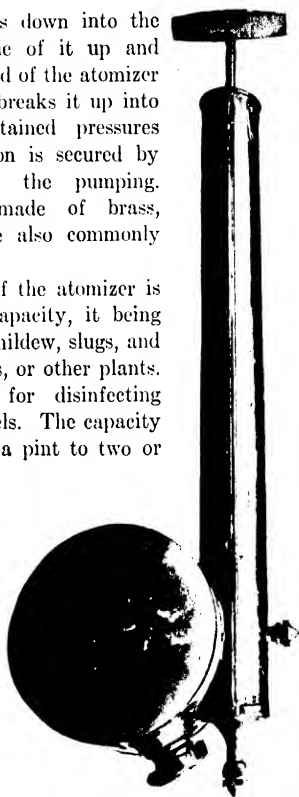 s down into the
e of it up and
d of the atomizer
breaks it up into
tained pressures
on is secured by
the pumping.
made of brass,
e also commonly
f the atomizer is
apacity, it being
nildew, slugs, and
s, or other plants.
for disinfecting
els. The capacity
a pint to two or